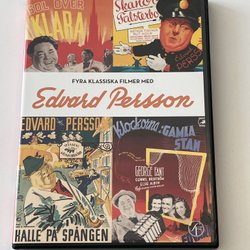 SOL ÖVER
KLARA
Skanör
Falsterbo
FYRA KLASSISKA FILMER MED
Edvard Persson
EDVARD PERSSON
KALLE PÅ SPÅNGEN
Klockorna i
GAMLA
STAN
GEORGE FANT